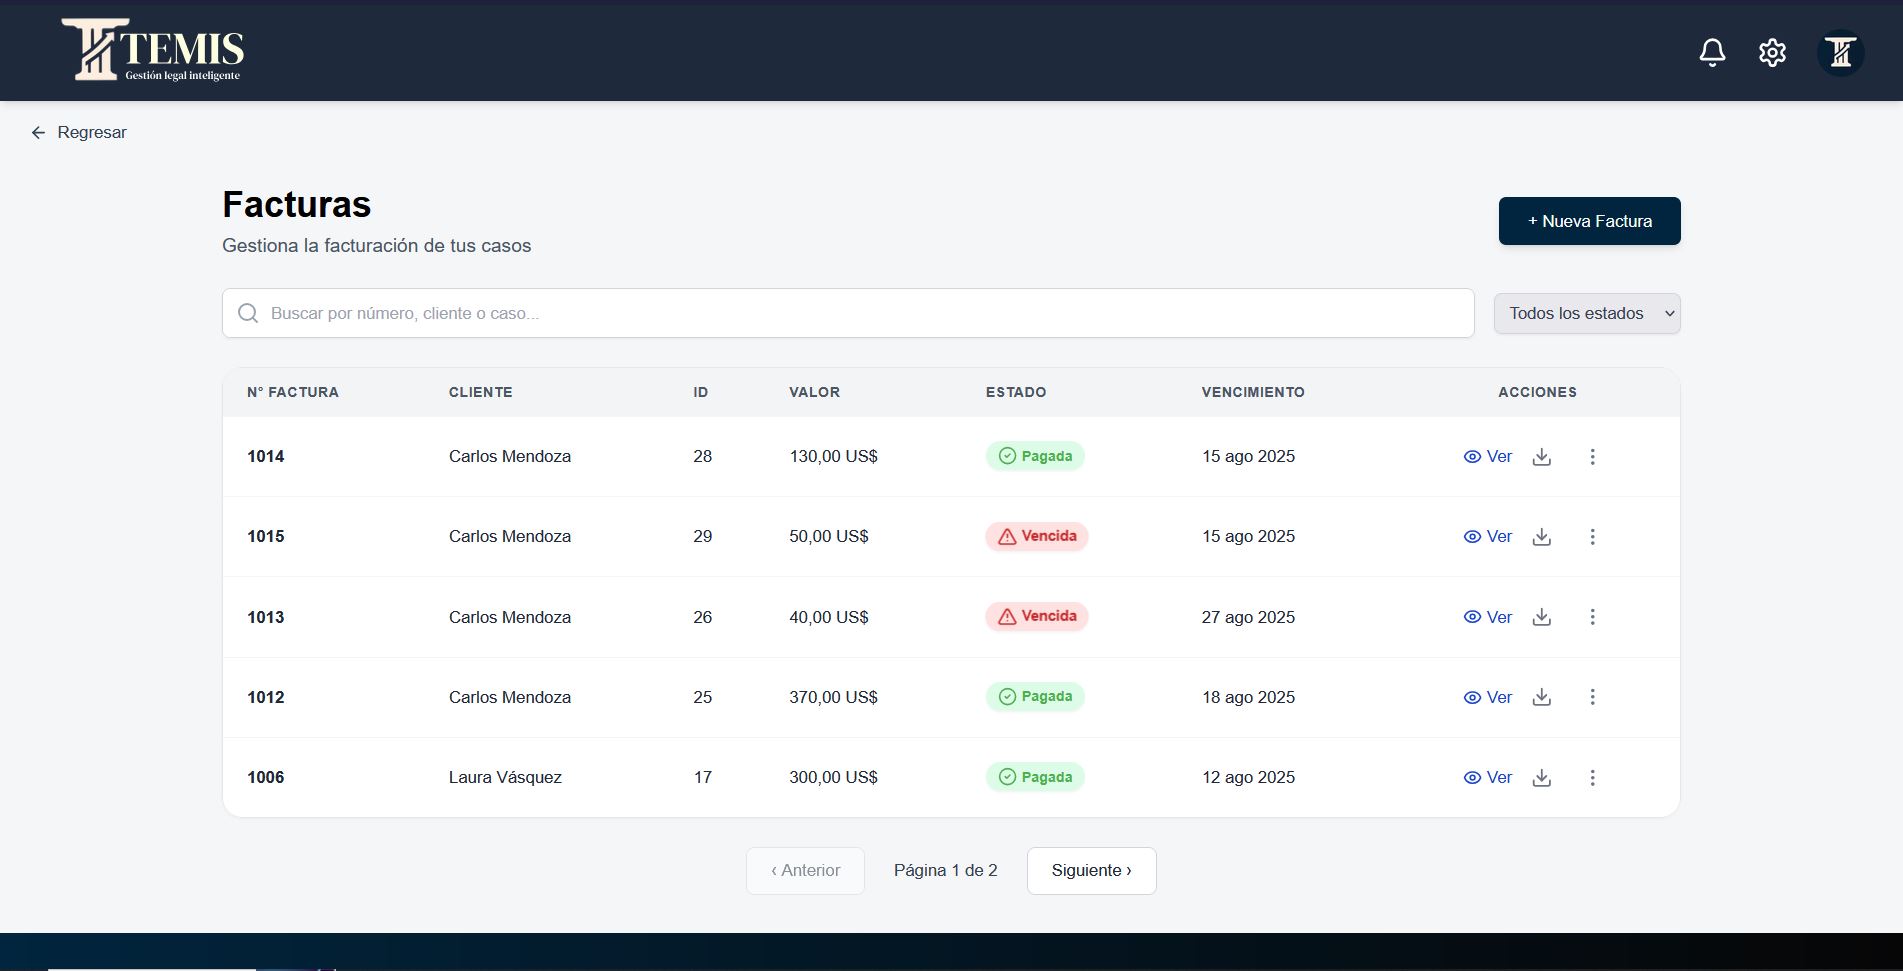 TEMIS
Gestión legal inteligente
← Regresar
Facturas
Gestiona la facturación de tus casos
+ Nueva Factura
Buscar por número, cliente o caso...
Todos los estados
N° FACTURA CLIENTE ID VALOR ESTADO VENCIMIENTO ACCIONES
1014 Carlos Mendoza 28 130,00 US$ Pagada 15 ago 2025 Ver
1015 Carlos Mendoza 29 50,00 US$ Vencida 15 ago 2025 Ver
1013 Carlos Mendoza 26 40,00 US$ Vencida 27 ago 2025 Ver
1012 Carlos Mendoza 25 370,00 US$ Pagada 18 ago 2025 Ver
1006 Laura Vásquez 17 300,00 US$ Pagada 12 ago 2025 Ver
‹ Anterior Página 1 de 2 Siguiente ›